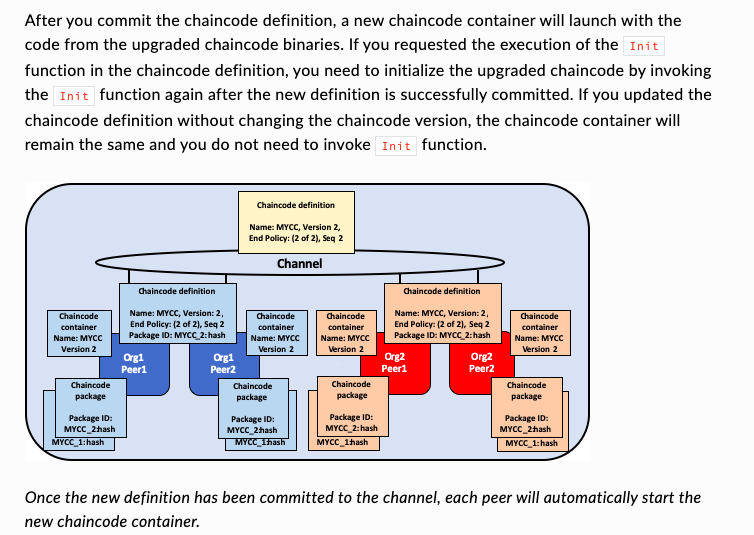 After you commit the chaincode definition, a new chaincode container will launch with the
code from the upgraded chaincode binaries. If you requested the execution of the Init
function in the chaincode definition, you need to initialize the upgraded chaincode by invoking
the Init function again after the new definition is successfully committed. If you updated the
chaincode definition without changing the chaincode version, the chaincode container will
remain the same and you do not need to invoke Init function.
Chaincode definition
Name: MYCC, Version 2,
End Policy: (2 of 2), Seq 2
Channel
Chaincode definition
Name: MYCC, Version: 2,
End Policy: (2 of 2), Seq 2
Package ID: MYCC_2:hash
Chaincode definition
Name: MYCC, Version: 2,
End Policy: (2 of 2), Seq 2
Package ID: MYCC_2:hash
Chaincode
container
Name: MYCC
Version 2
Chaincode
container
Name: MYCC
Version 2
Chaincode
container
Name: MYCC
Version 2
Chaincode
container
Name: MYCC
Version 2
Org1
Peer1
Org1
Peer2
Org2
Peer1
Org2
Peer2
Chaincode
package
Package ID:
MYCC_2:hash
MYCC_1:hash
Chaincode
package
Package ID:
MYCC_2:hash
MYCC_1:hash
Chaincode
package
Package ID:
MYCC_2:hash
MYCC_1:hash
Chaincode
package
Package ID:
MYCC_2:hash
MYCC_1:hash
Once the new definition has been committed to the channel, each peer will automatically start the
new chaincode container.